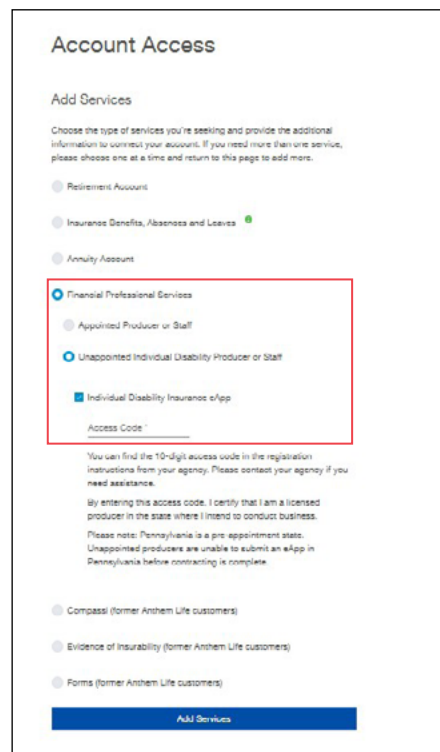 Account Access
Add Services
Choose the type of services you're seeking and provide the additional
information to connect your account. If you need more than one service,
please choose one at a time and return to this page to add more.
Retirement Account
Insurance Benefits, Absences and Leaves
Annuity Account
Financial Professional Services
Appointed Producer or Staff
Unappointed Individual Disability Producer or Staff
Individual Disability Insurance eApp
Access Code *
You can find the 10-digit access code in the registration
instructions from your agency. Please contact your agency if you
need assistance.
By entering this access code, I certify that I am a licensed
producer in the state where I intend to conduct business.
Please note: Pennsylvania is a pre-appointment state.
Unappointed producers are unable to submit an eApp in
Pennsylvania before contracting is complete.
Compassl (former Anthem Life customers)
Evidence of Insurability (former Anthem Life customers)
Forms (former Anthem Life customers)
Add Services